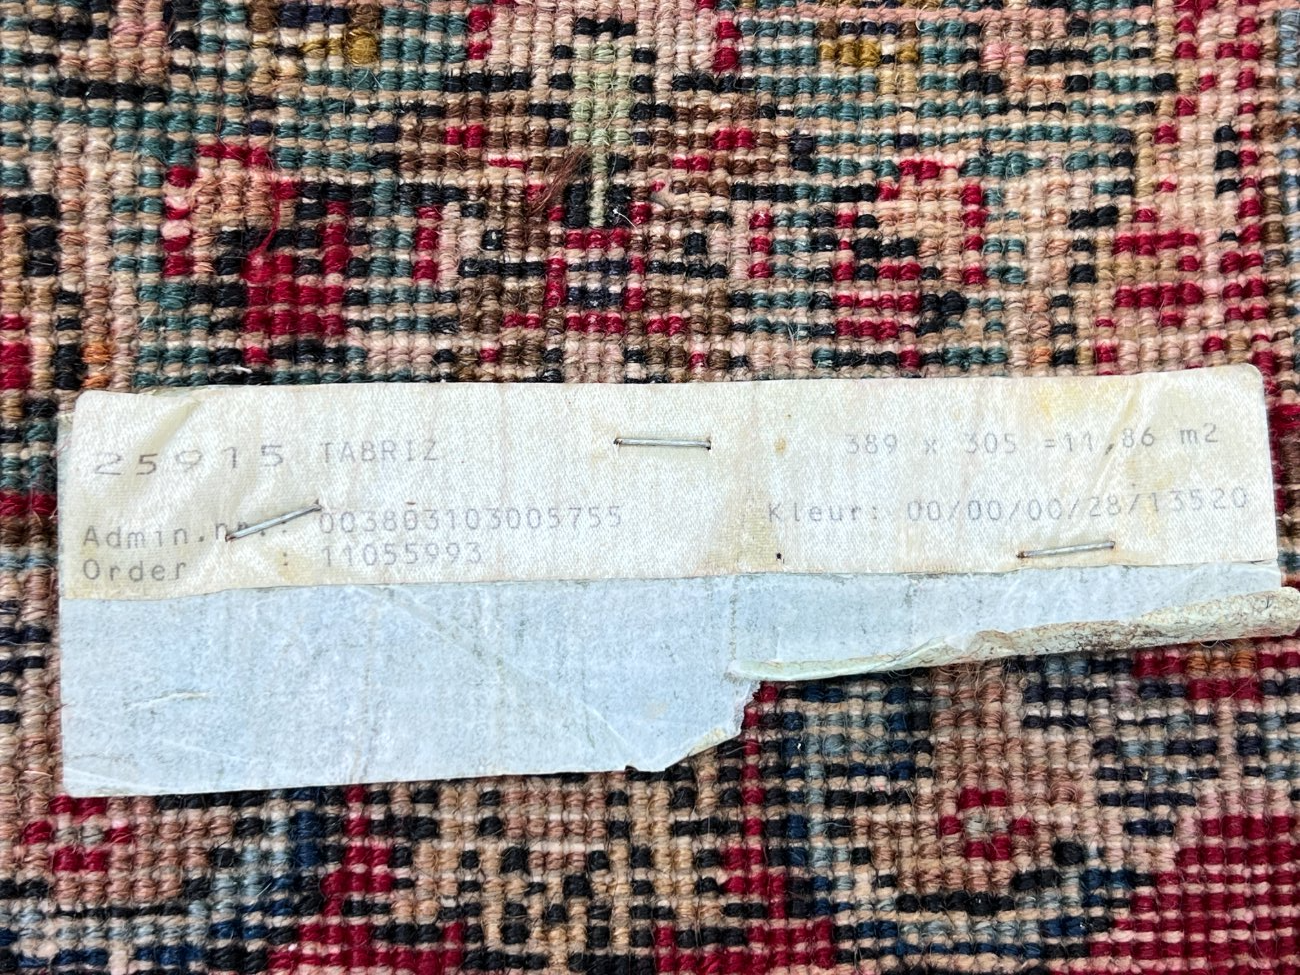 25915 TABRIZ 389 x 305 =11,86 m2
Admin.nr.: 003803103005755 Kleur: 00/00/00/28/13520
Order : 11055993